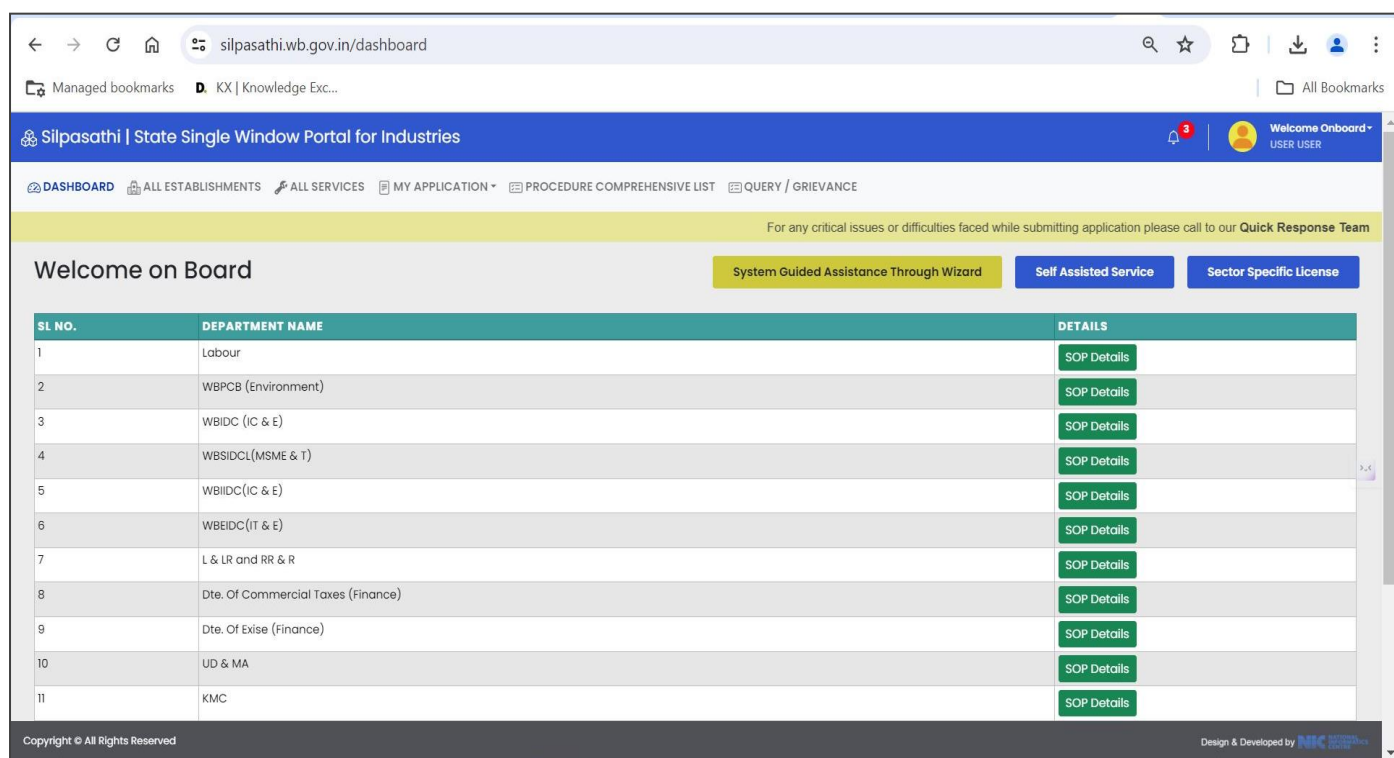 silpasathi.wb.gov.in/dashboard
Managed bookmarks D. KX | Knowledge Exc... All Bookmarks
Silpasathi | State Single Window Portal for Industries 3 Welcome Onboard
USER USER
DASHBOARD ALL ESTABLISHMENTS ALL SERVICES MY APPLICATION PROCEDURE COMPREHENSIVE LIST QUERY / GRIEVANCE
For any critical issues or difficulties faced while submitting application please call to our Quick Response Team
Welcome on Board System Guided Assistance Through Wizard Self Assisted Service Sector Specific License
SL NO. DEPARTMENT NAME DETAILS
1 Labour SOP Details
2 WBPCB (Environment) SOP Details
3 WBIDC (IC & E) SOP Details
4 WBSIDCL(MSME & T) SOP Details
5 WBIIDC(IC & E) SOP Details
6 WBEIDC(IT & E) SOP Details
7 L & LR and RR & R SOP Details
8 Dte. Of Commercial Taxes (Finance) SOP Details
9 Dte. Of Exise (Finance) SOP Details
10 UD & MA SOP Details
11 KMC SOP Details
Copyright © All Rights Reserved Design & Developed by NIC NATIONAL INFORMATICS CENTRE